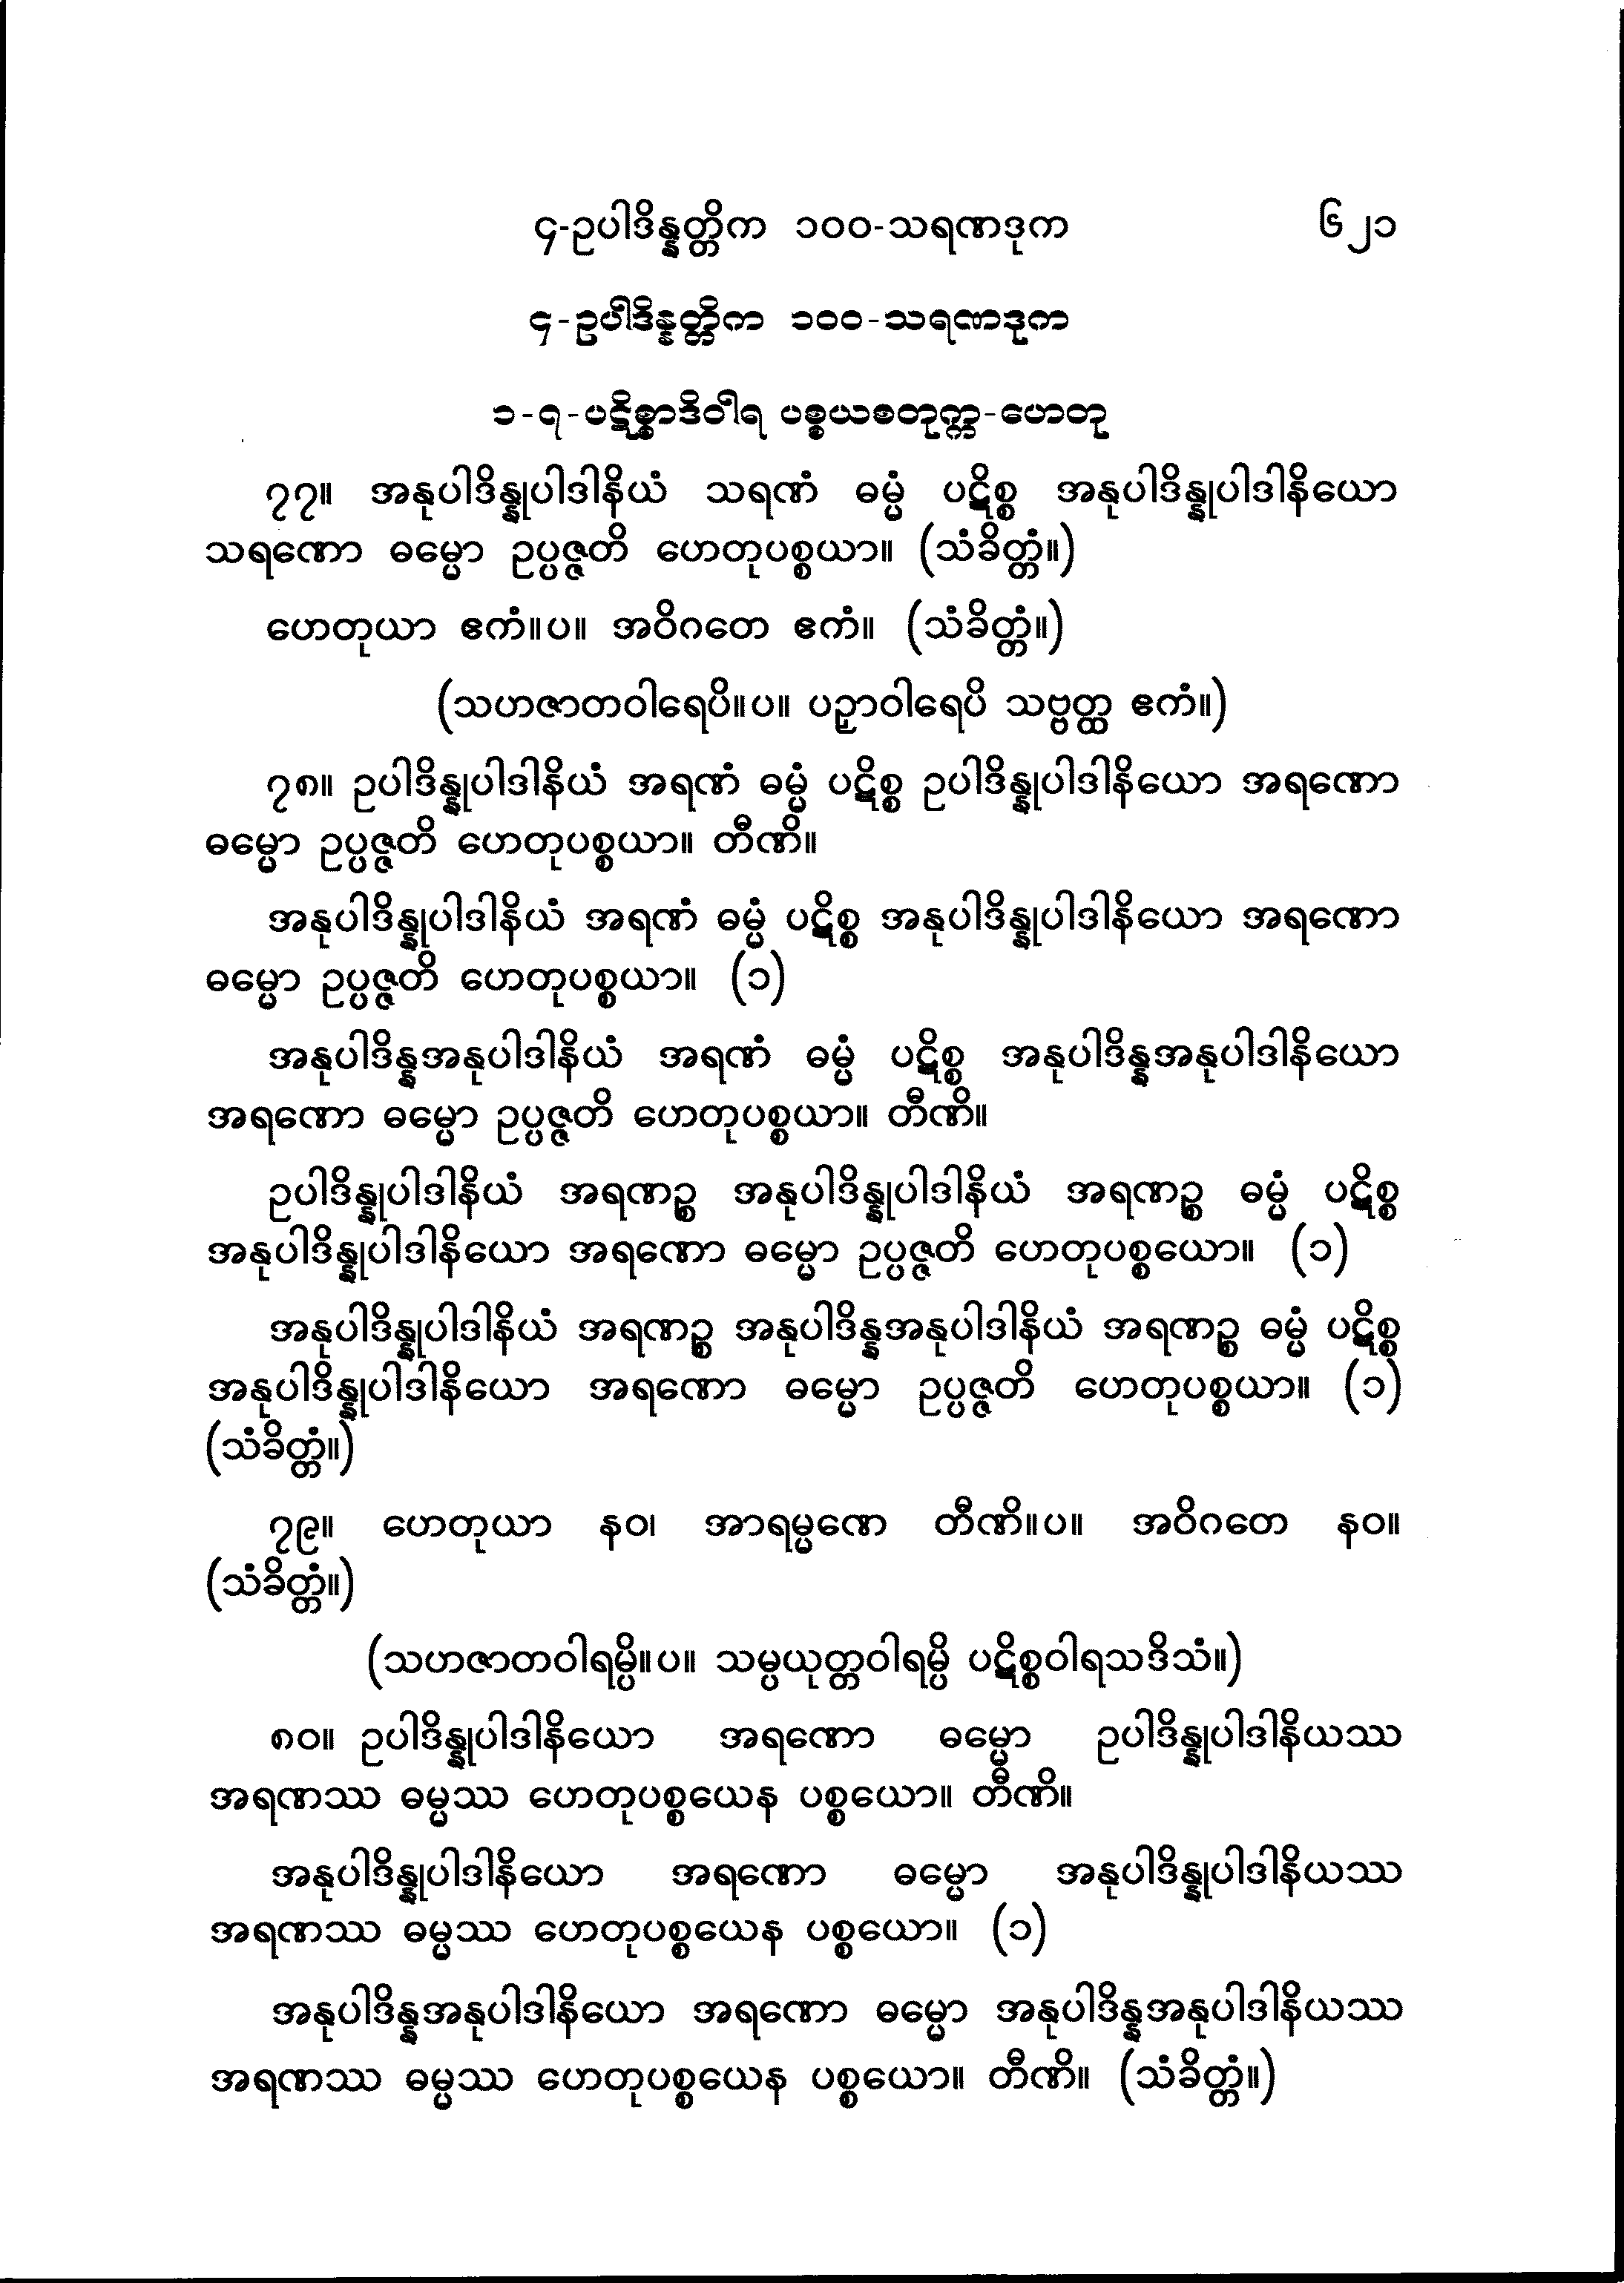 ၄-ဥပါဒိန္နတ္တိက ၁၀၀-သရဏဒုက ၆၂၁
၄-ဥပါဒိန္နတ္တိက ၁၀၀-သရဏဒုက
၁-၇-ပဋိစ္စာဒိဝါရ ပစ္စယစတုက္က-ဟေတု
၇၇။ အနုပါဒိန္နုပါဒါနိယံ သရဏံ ဓမ္မံ ပဋိစ္စ အနုပါဒိန္နုပါဒါနိယော
သရဏော ဓမ္မော ဥပ္ပဇ္ဇတိ ဟေတုပစ္စယာ။ (သံခိတ္တံ။)
ဟေတုယာ ဧကံ။ပ။ အဝိဂတေ ဧကံ။ (သံခိတ္တံ။)
(သဟဇာတဝါရေပိ။ပ။ ပဉှာဝါရေပိ သဗ္ဗတ္ထ ဧကံ။)
၇၈။ ဥပါဒိန္နုပါဒါနိယံ အရဏံ ဓမ္မံ ပဋိစ္စ ဥပါဒိန္နုပါဒါနိယော အရဏော
ဓမ္မော ဥပ္ပဇ္ဇတိ ဟေတုပစ္စယာ။ တီဏိ။
အနုပါဒိန္နုပါဒါနိယံ အရဏံ ဓမ္မံ ပဋိစ္စ အနုပါဒိန္နုပါဒါနိယော အရဏော
ဓမ္မော ဥပ္ပဇ္ဇတိ ဟေတုပစ္စယာ။ (၁)
အနုပါဒိန္နအနုပါဒါနိယံ အရဏံ ဓမ္မံ ပဋိစ္စ အနုပါဒိန္နအနုပါဒါနိယော
အရဏော ဓမ္မော ဥပ္ပဇ္ဇတိ ဟေတုပစ္စယာ။ တီဏိ။
ဥပါဒိန္နုပါဒါနိယံ အရဏဉ္စ အနုပါဒိန္နုပါဒါနိယံ အရဏဉ္စ ဓမ္မံ ပဋိစ္စ
အနုပါဒိန္နုပါဒါနိယော အရဏော ဓမ္မော ဥပ္ပဇ္ဇတိ ဟေတုပစ္စယော။ (၁)
အနုပါဒိန္နုပါဒါနိယံ အရဏဉ္စ အနုပါဒိန္နအနုပါဒါနိယံ အရဏဉ္စ ဓမ္မံ ပဋိစ္စ
အနုပါဒိန္နုပါဒါနိယော အရဏော ဓမ္မော ဥပ္ပဇ္ဇတိ ဟေတုပစ္စယာ။ (၁)
(သံခိတ္တံ။)
၇၉။ ဟေတုယာ နဝ၊ အာရမ္မဏေ တီဏိ။ပ။ အဝိဂတေ နဝ။
(သံခိတ္တံ။)
(သဟဇာတဝါရမ္ပိ။ပ။ သမ္ပယုတ္တဝါရမ္ပိ ပဋိစ္စဝါရသဒိသံ။)
၈၀။ ဥပါဒိန္နုပါဒါနိယော အရဏော ဓမ္မော ဥပါဒိန္နုပါဒါနိယဿ
အရဏဿ ဓမ္မဿ ဟေတုပစ္စယေန ပစ္စယော။ တီဏိ။
အနုပါဒိန္နုပါဒါနိယော အရဏော ဓမ္မော အနုပါဒိန္နုပါဒါနိယဿ
အရဏဿ ဓမ္မဿ ဟေတုပစ္စယေန ပစ္စယော။ (၁)
အနုပါဒိန္နအနုပါဒါနိယော အရဏော ဓမ္မော အနုပါဒိန္နအနုပါဒါနိယဿ
အရဏဿ ဓမ္မဿ ဟေတုပစ္စယေန ပစ္စယော။ တီဏိ။ (သံခိတ္တံ။)